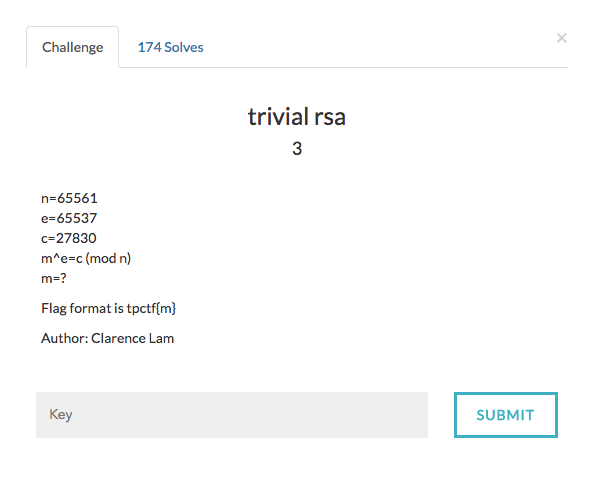 Challenge
174 Solves
×
trivial rsa
3
n=65561
e=65537
c=27830
m^e=c (mod n)
m=?
Flag format is tpctf{m}
Author: Clarence Lam
Key
SUBMIT